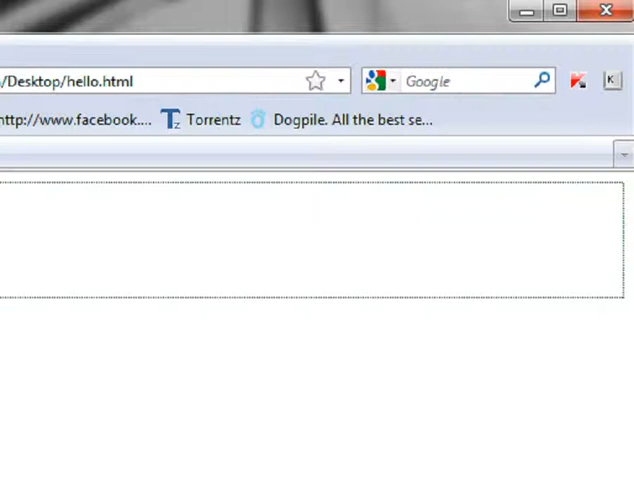 /Desktop/hello.html Google
http://www.facebook.... Torrentz Dogpile. All the best se...